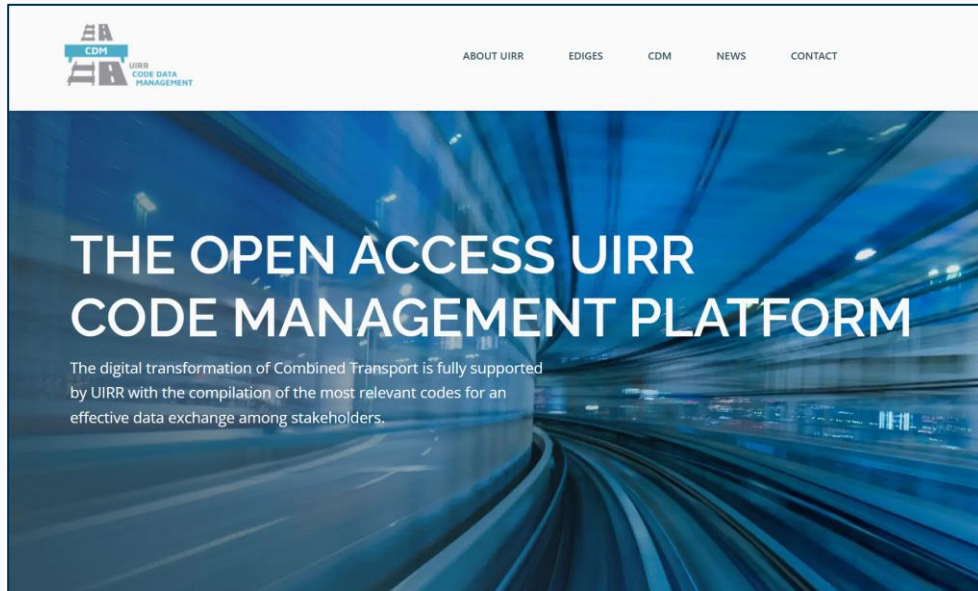 CDM
UIRR
CODE DATA
MANAGEMENT
ABOUT UIRR EDIGES CDM NEWS CONTACT
THE OPEN ACCESS UIRR
CODE MANAGEMENT PLATFORM
The digital transformation of Combined Transport is fully supported
by UIRR with the compilation of the most relevant codes for an
effective data exchange among stakeholders.